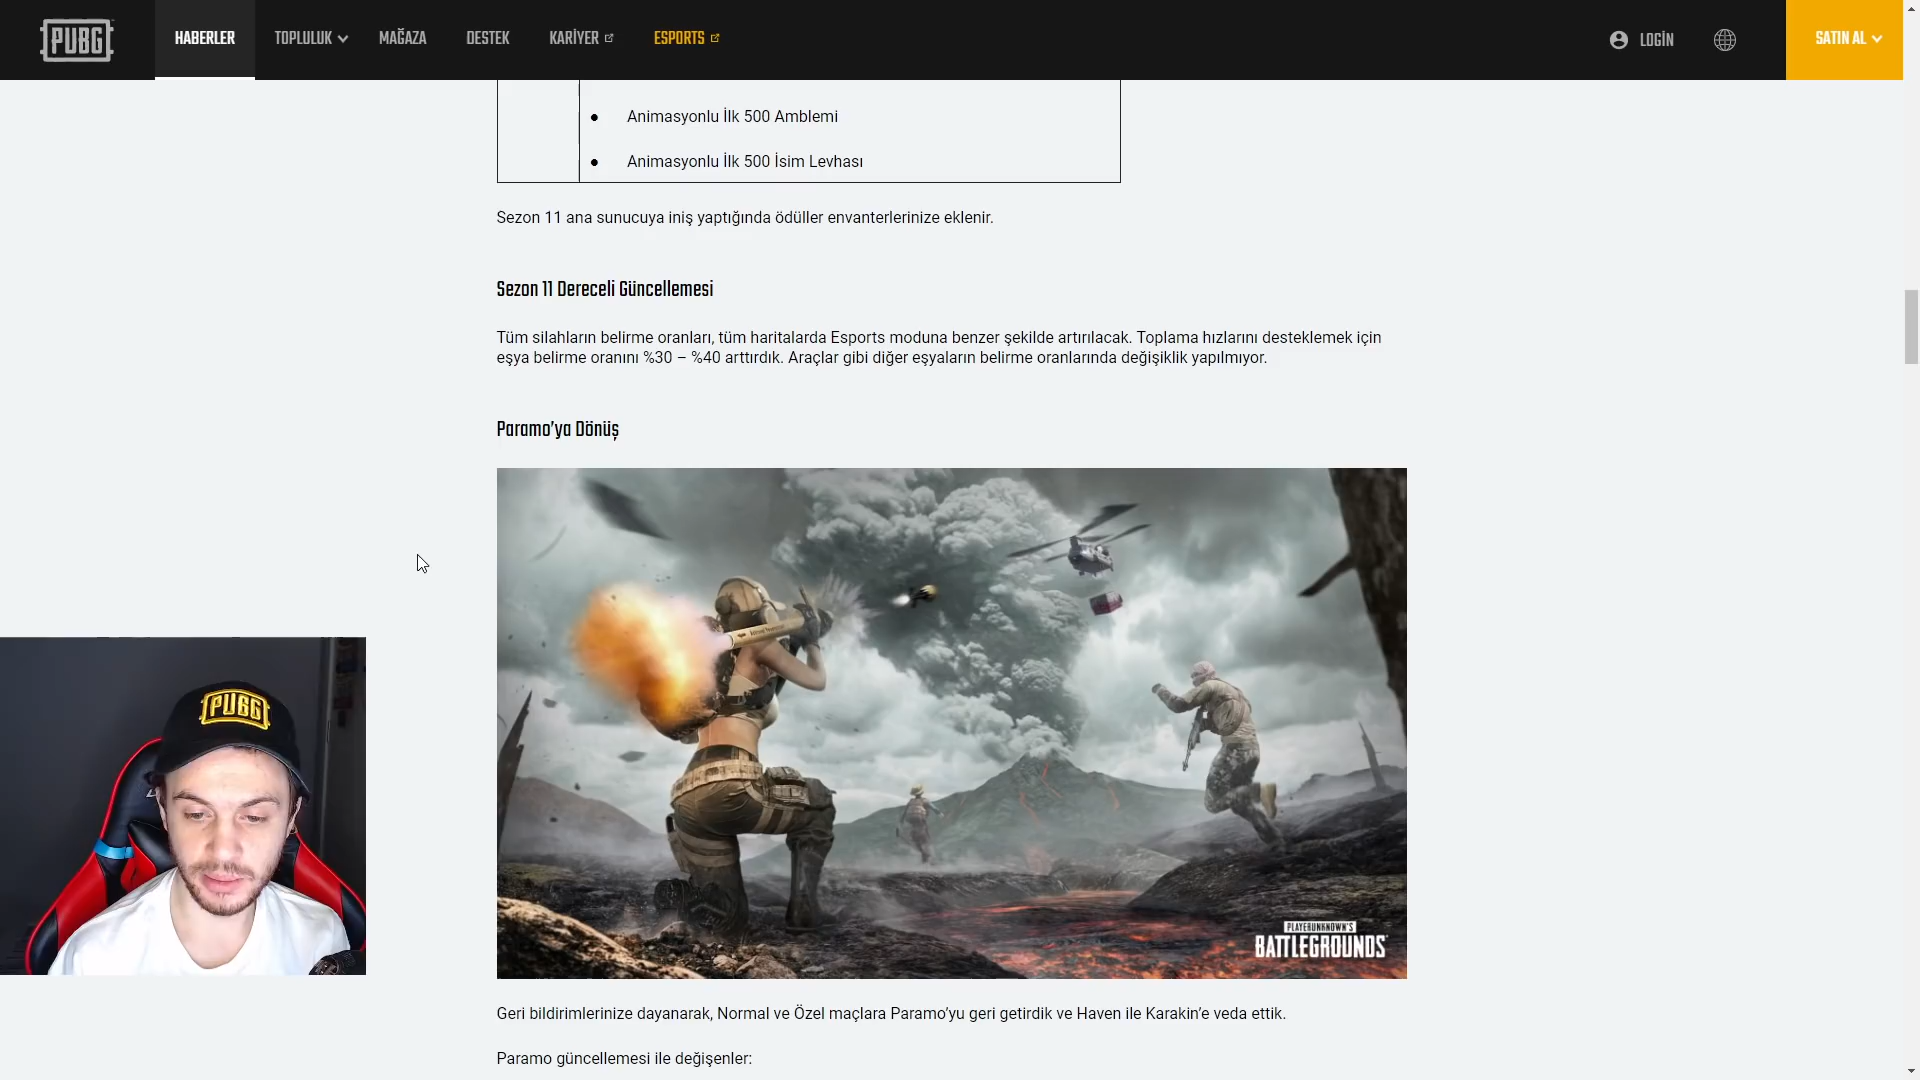 PUBG
HABERLER
TOPLULUK
MAĞAZA
DESTEK
KARİYER
ESPORTS
LOGİN
SATIN AL
Animasyonlu İlk 500 Amblemi
Animasyonlu İlk 500 İsim Levhası
Sezon 11 ana sunucuya iniş yaptığında ödüller envanterlerinize eklenir.
Sezon 11 Dereceli Güncellemesi
Tüm silahların belirme oranları, tüm haritalarda Esports moduna benzer şekilde artırılacak. Toplama hızlarını desteklemek için
eşya belirme oranını %30 – %40 arttırdık. Araçlar gibi diğer eşyaların belirme oranlarında değişiklik yapılmıyor.
Paramo’ya Dönüş
PLAYERUNKNOWN'S
BATTLEGROUNDS
PUBG
Geri bildirimlerinize dayanarak, Normal ve Özel maçlara Paramo’yu geri getirdik ve Haven ile Karakin’e veda ettik.
Paramo güncellemesi ile değişenler: